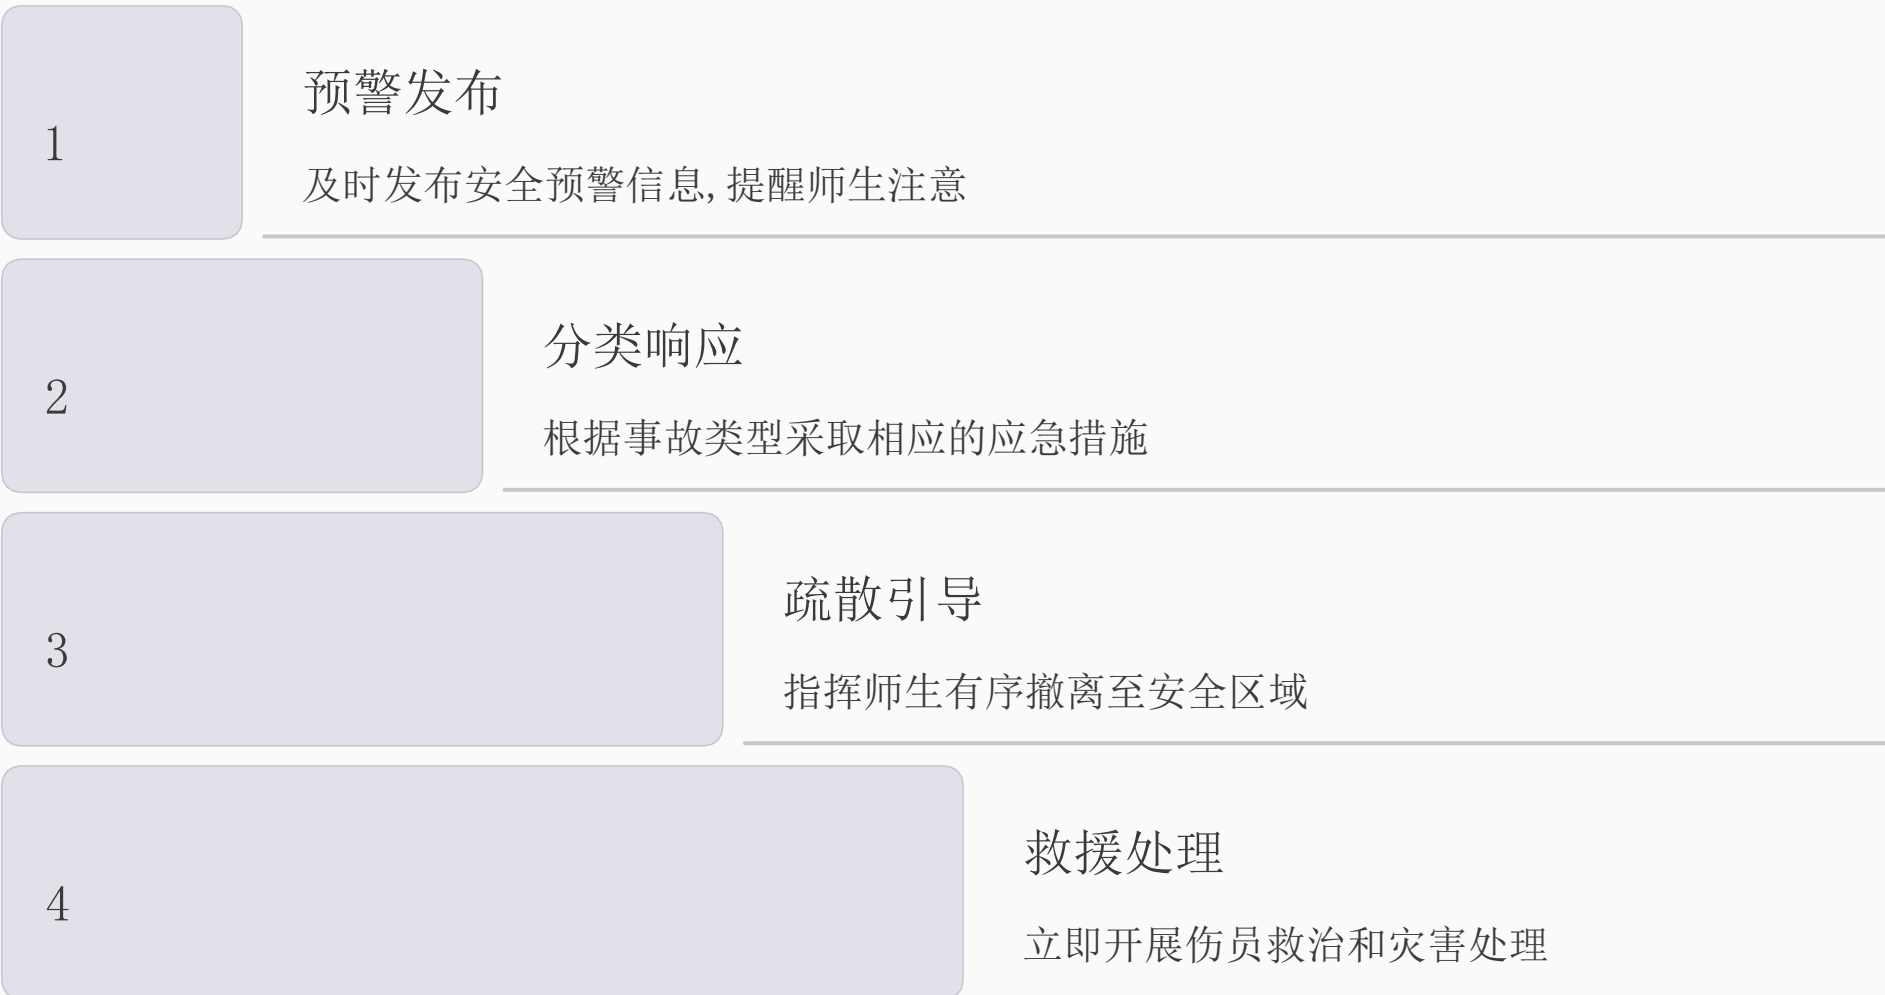 1
预警发布
及时发布安全预警信息, 提醒师生注意
2
分类响应
根据事故类型采取相应的应急措施
3
疏散引导
指挥师生有序撤离至安全区域
4
救援处理
立即开展伤员救治和灾害处理